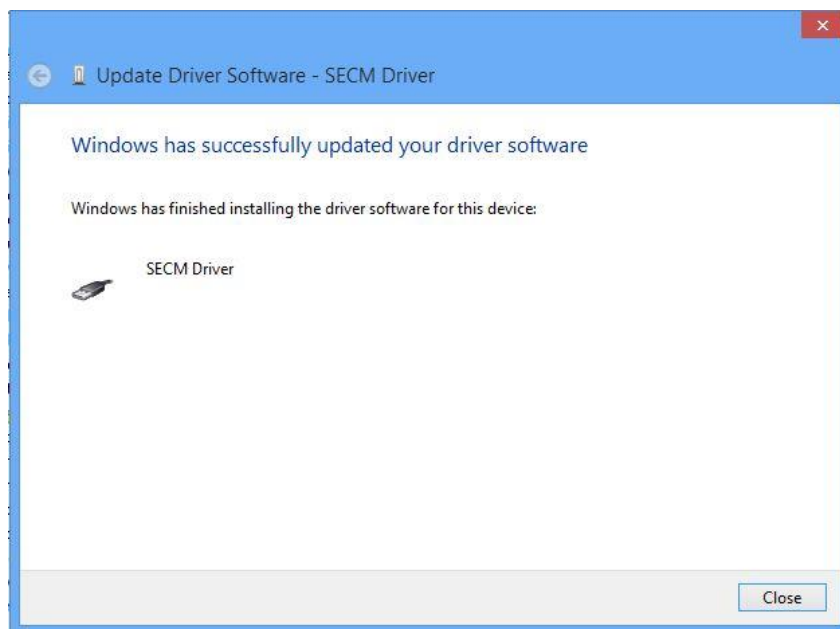 Update Driver Software - SECM Driver
Windows has successfully updated your driver software
Windows has finished installing the driver software for this device:
SECM Driver
Close